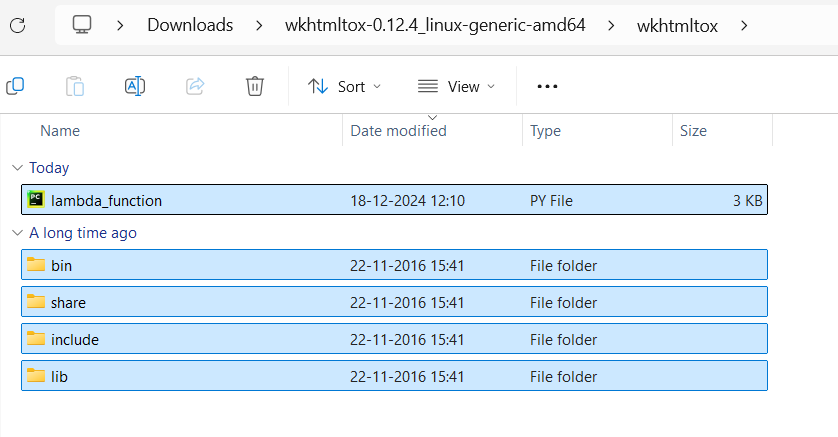 Downloads wkhtmltox-0.12.4_linux-generic-amd64 wkhtmltox
A Sort View
Name Date modified Type Size
Today
PC lambda_function 18-12-2024 12:10 PY File 3 KB
A long time ago
bin 22-11-2016 15:41 File folder
share 22-11-2016 15:41 File folder
include 22-11-2016 15:41 File folder
lib 22-11-2016 15:41 File folder